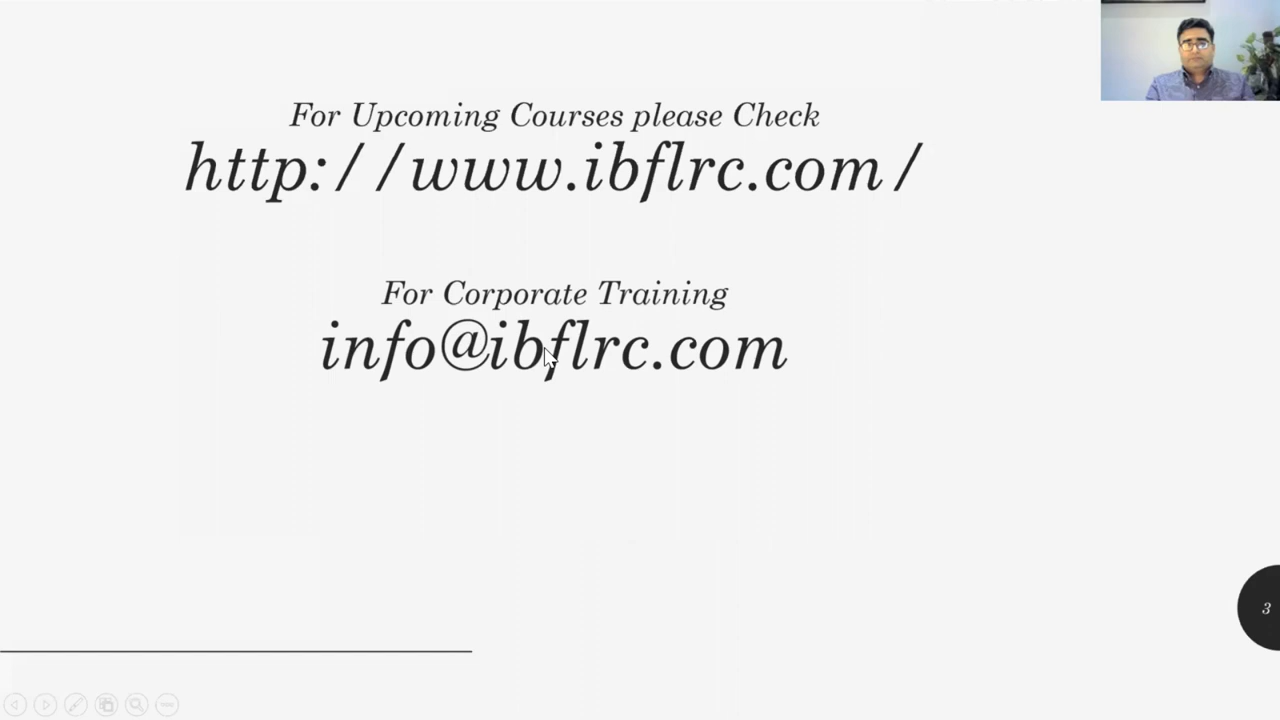 For Upcoming Courses please Check
http://www.ibflrc.com/
For Corporate Training
info@ibflrc.com
3